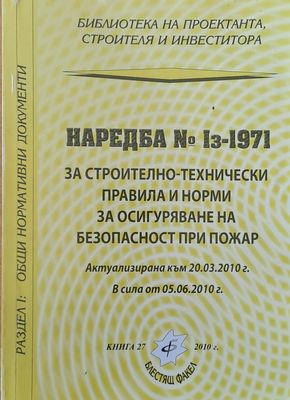 БИБЛИОТЕКА НА ПРОЕКТАНТА,
СТРОИТЕЛЯ И ИНВЕСТИТОРА
НАРЕДБА № Iз-1971
ЗА СТРОИТЕЛНО-ТЕХНИЧЕСКИ
ПРАВИЛА И НОРМИ
ЗА ОСИГУРЯВАНЕ НА
БЕЗОПАСНОСТ ПРИ ПОЖАР
Актуализирана към 20.03.2010 г.
В сила от 05.06.2010 г.
КНИГА 27
2010 г.
БЛЕСТЯЩ ФАКЕЛ
РАЗДЕЛ I: ОБЩИ НОРМАТИВНИ ДОКУМЕНТИ